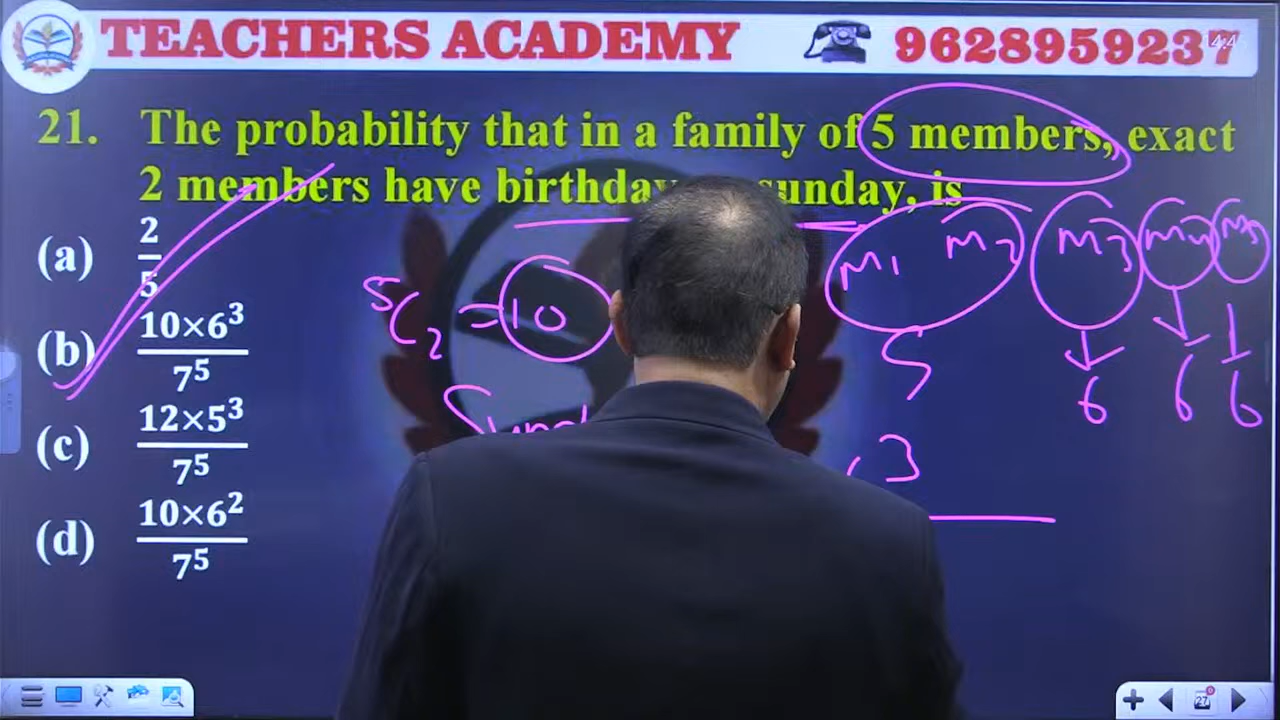 TEACHERS ACADEMY 9628959237
21. The probability that in a family of 5 members, exact
2 members have birthday sunday, is
(a) 2/5
(b) 10×6³/7⁵
(c) 12×5³/7⁵
(d) 10×6²/7⁵
⁵C₂ = 10
M₁ M₂ M₃ M₄ M₅
S
6 6 6
3
27